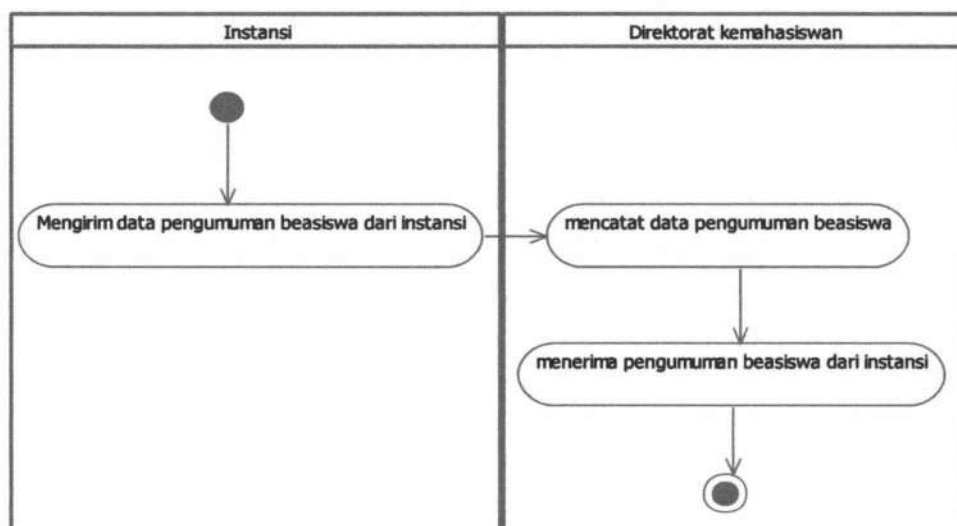 Instansi
Direktorat kemahasiswan
Mengirim data pengumuman beasiswa dari instansi
mencatat data pengumuman beasiswa
menerima pengumuman beasiswa dari instansi